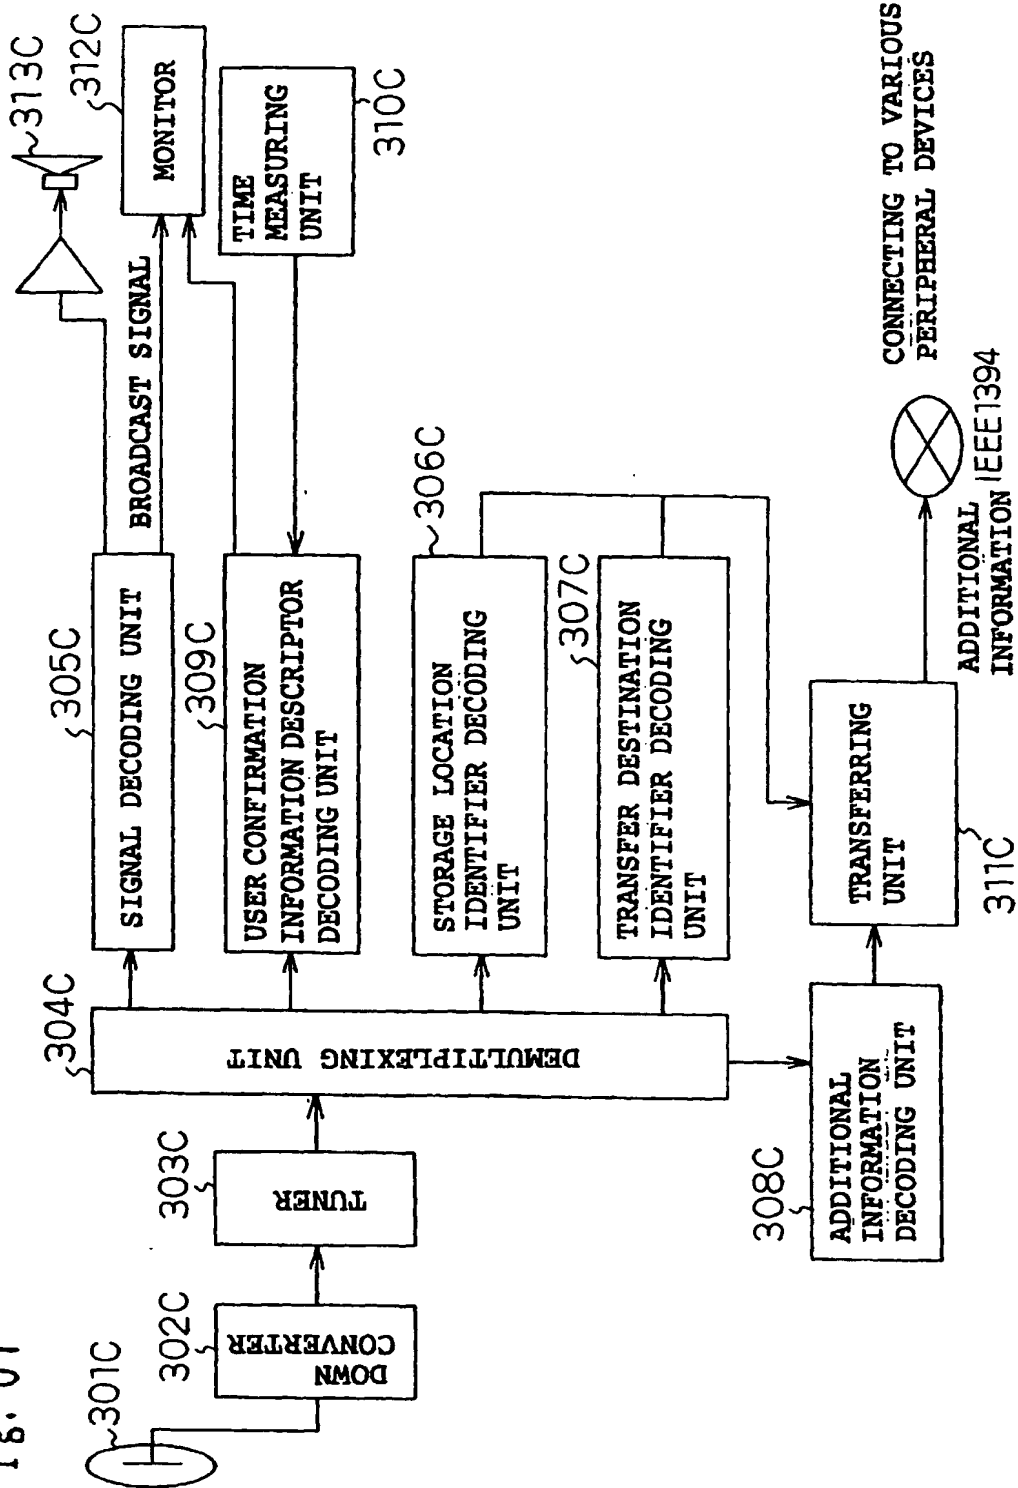 301C
302C
DOWN
CONVERTER
303C
TUNER
304C
DEMULTIPLEXING UNIT
305C
SIGNAL DECODING UNIT
BROADCAST SIGNAL
313C
312C
MONITOR
309C
USER CONFIRMATION
INFORMATION DESCRIPTOR
DECODING UNIT
TIME
MEASURING
UNIT
310C
306C
STORAGE LOCATION
IDENTIFIER DECODING
UNIT
307C
TRANSFER DESTINATION
IDENTIFIER DECODING
UNIT
308C
ADDITIONAL
INFORMATION
DECODING UNIT
TRANSFERRING
UNIT
311C
ADDITIONAL
INFORMATION
IEEE1394
CONNECTING TO VARIOUS
PERIPHERAL DEVICES